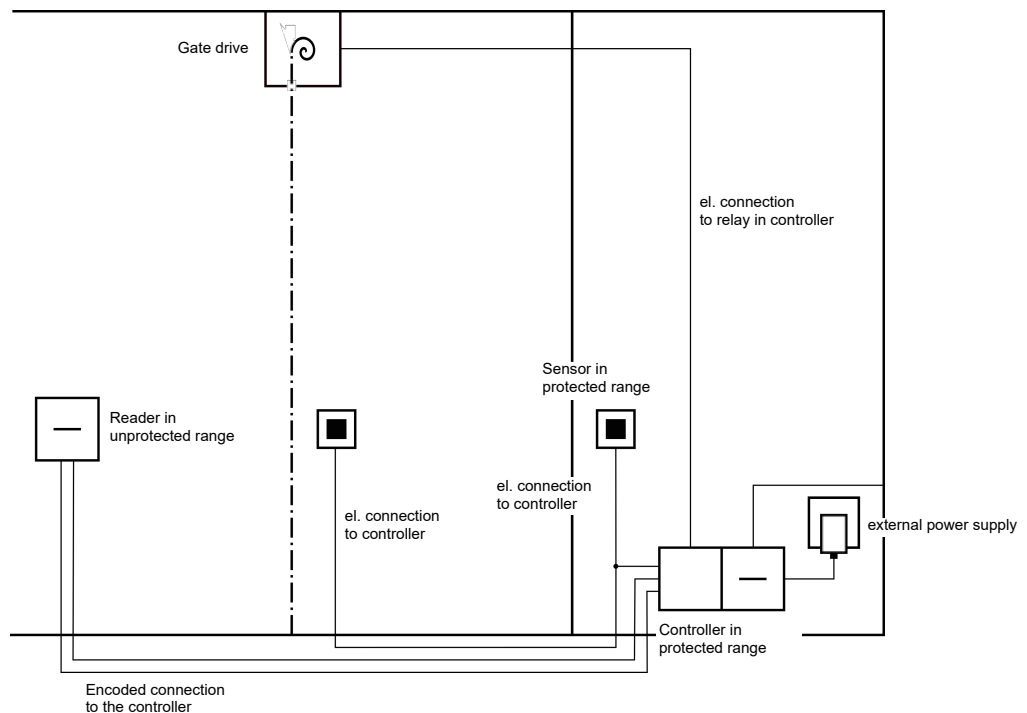 Gate drive
el. connection
to relay in controller
Sensor in
protected range
Reader in
unprotected range
el. connection
to controller
el. connection
to controller
external power supply
Controller in
protected range
Encoded connection
to the controller